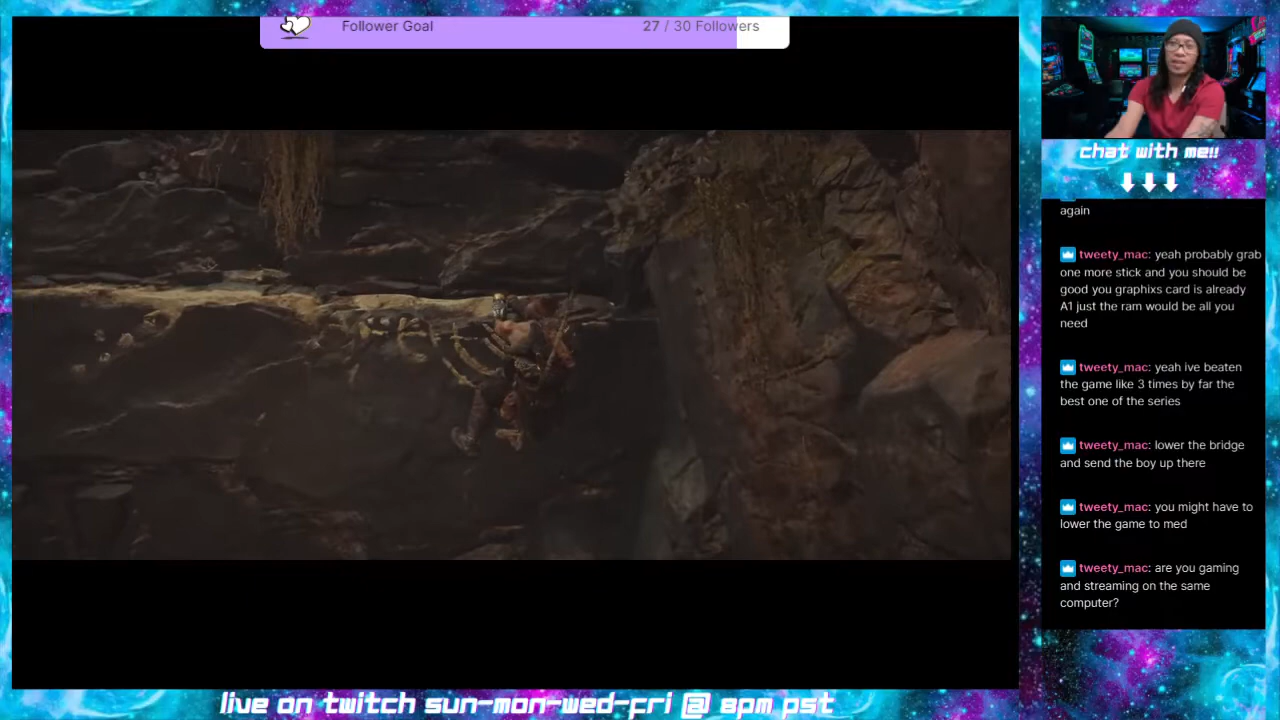 Follower Goal 27 / 30 Followers
chat with me!!
again
tweety_mac: yeah probably grab
one more stick and you should be
good you graphixs card is already
A1 just the ram would be all you
need
tweety_mac: yeah ive beaten
the game like 3 times by far the
best one of the series
tweety_mac: lower the bridge
and send the boy up there
tweety_mac: you might have to
lower the game to med
tweety_mac: are you gaming
and streaming on the same
computer?
live on twitch sun-mon-wed-fri @ 8pm pst